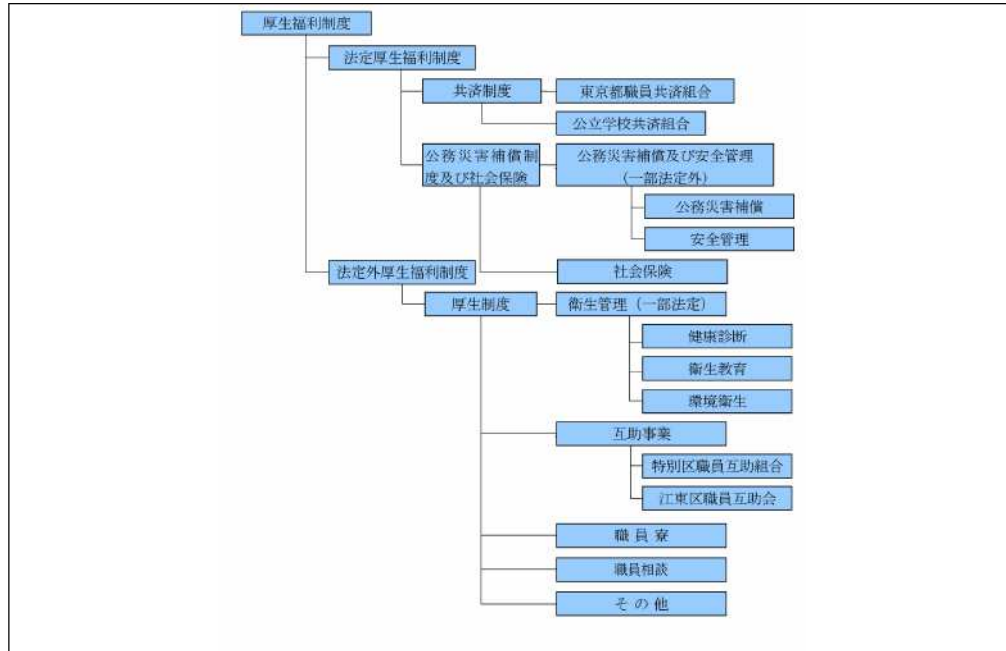 厚生福利制度
法定厚生福利制度
共済制度
東京都職員共済組合
公立学校共済組合
公務災害補償制
度及び社会保険
公務災害補償及び安全管理
(一部法定外)
公務災害補償
安全管理
社会保険
法定外厚生福利制度
厚生制度
衛生管理(一部法定)
健康診断
衛生教育
環境衛生
互助事業
特別区職員互助組合
江東区職員互助会
職員寮
職員相談
その他